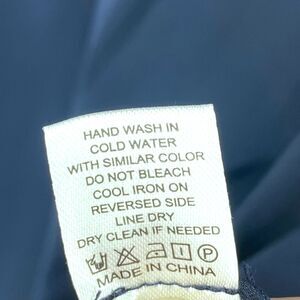 HAND WASH IN
COLD WATER
WITH SIMILAR COLOR
DO NOT BLEACH
COOL IRON ON
REVERSED SIDE
LINE DRY
DRY CLEAN IF NEEDED
P
MADE IN CHINA